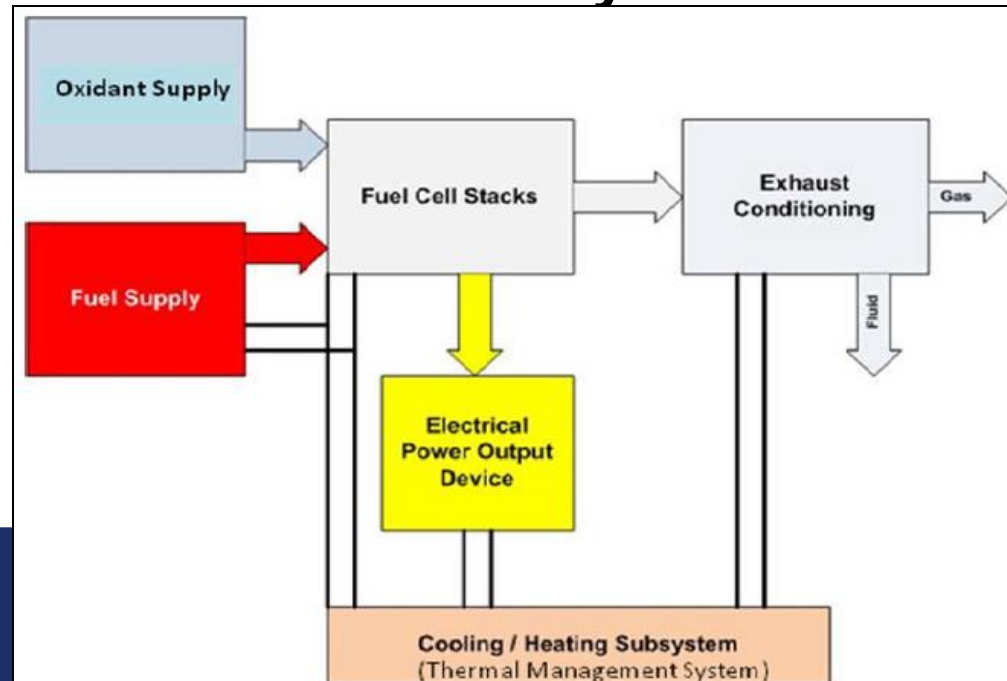 Oxidant Supply
Fuel Supply
Fuel Cell Stacks
Exhaust
Conditioning
Gas
Fluid
Electrical
Power Output
Device
Cooling / Heating Subsystem
(Thermal Management System)